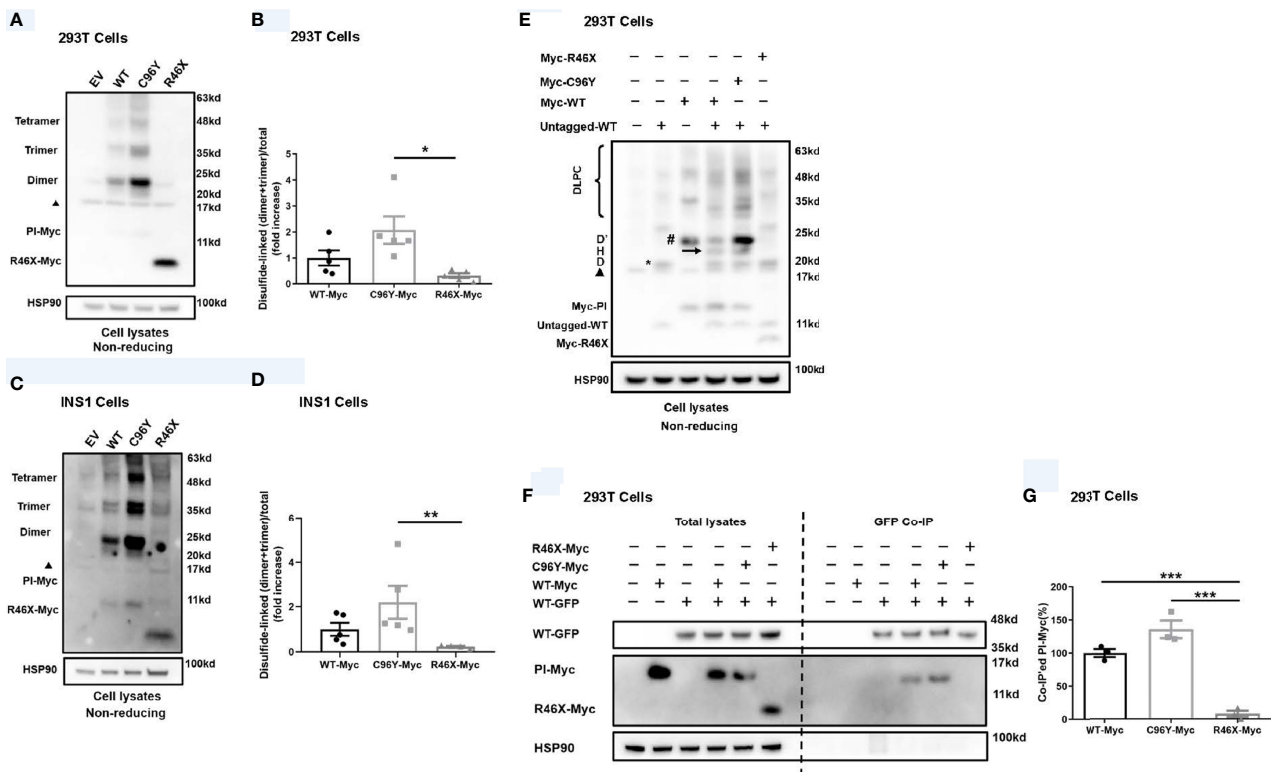 A
293T Cells
EV WT C96Y R46X
63kd
Tetramer
48kd
Trimer
35kd
Dimer
25kd
20kd
▲
17kd
PI-Myc
11kd
R46X-Myc
HSP90
100kd
Cell lysates
Non-reducing
B
293T Cells
Disulfide-linked (dimer+trimer)/total
(fold increase)
5
4
3
2
1
0
*
WT-Myc C96Y-Myc R46X-Myc
C
INS1 Cells
EV WT C96Y R46X
63kd
Tetramer
48kd
Trimer
35kd
Dimer
25kd
20kd
▲
17kd
PI-Myc
11kd
R46X-Myc
HSP90
100kd
Cell lysates
Non-reducing
D
INS1 Cells
Disulfide-linked (dimer+trimer)/total
(fold increase)
6
4
2
0
**
WT-Myc C96Y-Myc R46X-Myc
E
293T Cells
Myc-R46X − − − − − +
Myc-C96Y − − − − + −
Myc-WT − − + + − −
Untagged-WT − + − + + +
DLPC
63kd
48kd
35kd
25kd
D'
#
H
D
*
20kd
▲
17kd
Myc-PI
Untagged-WT
11kd
Myc-R46X
HSP90
100kd
Cell lysates
Non-reducing
F
293T Cells
Total lysates GFP Co-IP
R46X-Myc − − − − − + − − − − − +
C96Y-Myc − − − − + − − − − − + −
WT-Myc − + − + − − − + − + − −
WT-GFP − − + + + + − − + + + +
WT-GFP
48kd
35kd
PI-Myc
17kd
11kd
R46X-Myc
HSP90
100kd
G
293T Cells
Co-IP'ed PI-Myc(%)
200
150
100
50
0
***
***
WT-Myc C96Y-Myc R46X-Myc